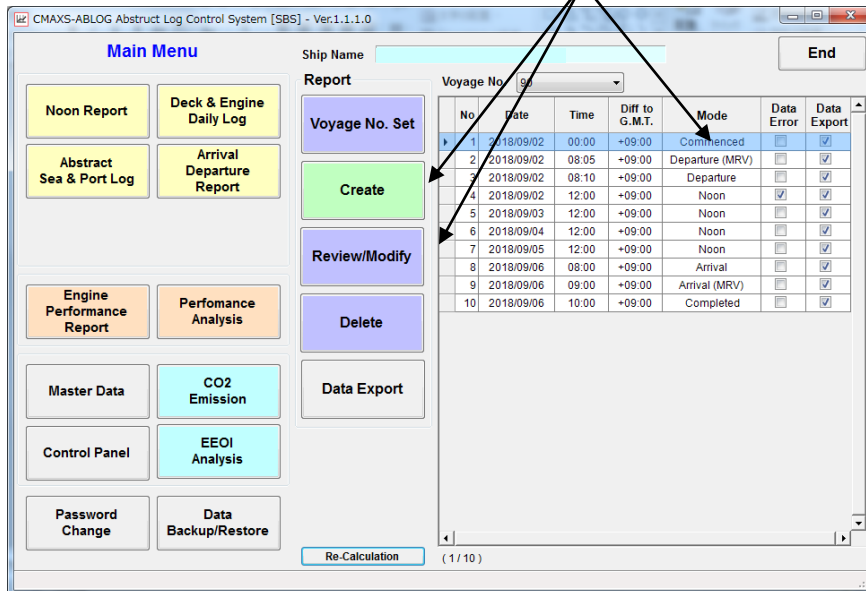 CMAXS-ABLOG Abstruct Log Control System [SBS] - Ver.1.1.1.0
Main Menu
Ship Name
End
Noon Report
Deck & Engine
Daily Log
Abstract
Sea & Port Log
Arrival
Departure
Report
Engine
Performance
Report
Perfomance
Analysis
Master Data
CO2
Emission
Control Panel
EEOI
Analysis
Password
Change
Data
Backup/Restore
Report
Voyage No. Set
Create
Review/Modify
Delete
Data Export
Re-Calculation
Voyage No. 90
No Date Time Diff to G.M.T. Mode Data Error Data Export
1 2018/09/02 00:00 +09:00 Commenced
2 2018/09/02 08:05 +09:00 Departure (MRV)
3 2018/09/02 08:10 +09:00 Departure
4 2018/09/02 12:00 +09:00 Noon
5 2018/09/03 12:00 +09:00 Noon
6 2018/09/04 12:00 +09:00 Noon
7 2018/09/05 12:00 +09:00 Noon
8 2018/09/06 08:00 +09:00 Arrival
9 2018/09/06 09:00 +09:00 Arrival (MRV)
10 2018/09/06 10:00 +09:00 Completed
( 1 / 10 )